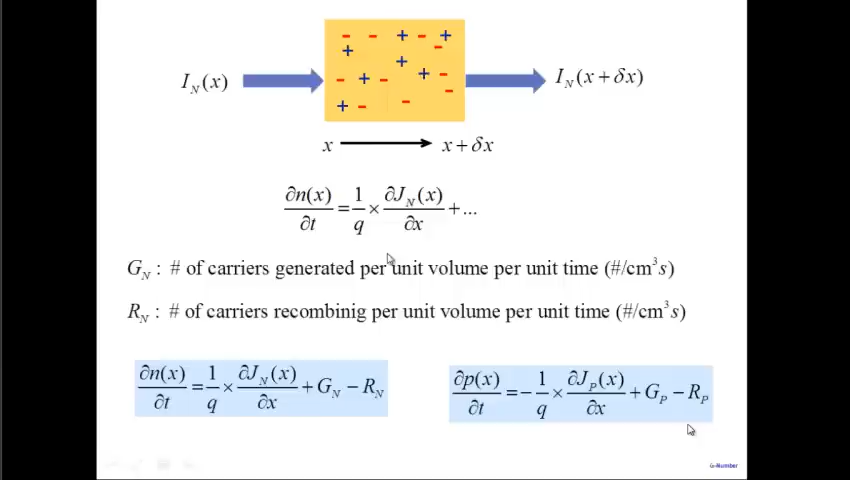 I_N(x) I_N(x + δx)
x ⟶ x + δx
∂n(x)/∂t = 1/q × ∂J_N(x)/∂x + ...
G_N : # of carriers generated per unit volume per unit time (#/cm³s)
R_N : # of carriers recombinig per unit volume per unit time (#/cm³s)
∂n(x)/∂t = 1/q × ∂J_N(x)/∂x + G_N − R_N
∂p(x)/∂t = − 1/q × ∂J_P(x)/∂x + G_P − R_P
G-Number